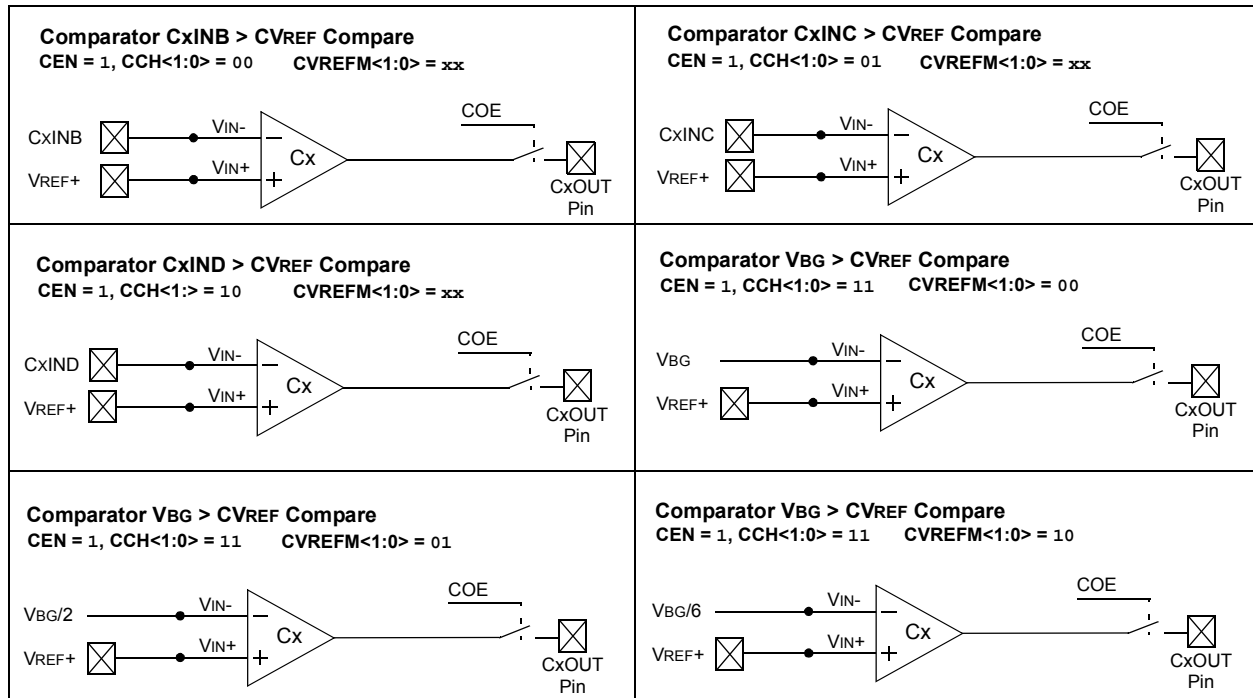 Comparator CxINB > CVREF Compare
CEN = 1, CCH<1:0> = 00 CVREFM<1:0> = xx
COE
CxINB
VIN-
VREF+
VIN+
Cx
CxOUT
Pin
Comparator CxINC > CVREF Compare
CEN = 1, CCH<1:0> = 01 CVREFM<1:0> = xx
COE
CxINC
VIN-
VREF+
VIN+
Cx
CxOUT
Pin
Comparator CxIND > CVREF Compare
CEN = 1, CCH<1:> = 10 CVREFM<1:0> = xx
COE
CxIND
VIN-
VREF+
VIN+
Cx
CxOUT
Pin
Comparator VBG > CVREF Compare
CEN = 1, CCH<1:0> = 11 CVREFM<1:0> = 00
COE
VBG
VIN-
VREF+
VIN+
Cx
CxOUT
Pin
Comparator VBG > CVREF Compare
CEN = 1, CCH<1:0> = 11 CVREFM<1:0> = 01
COE
VBG/2
VIN-
VREF+
VIN+
Cx
CxOUT
Pin
Comparator VBG > CVREF Compare
CEN = 1, CCH<1:0> = 11 CVREFM<1:0> = 10
COE
VBG/6
VIN-
VREF+
VIN+
Cx
CxOUT
Pin